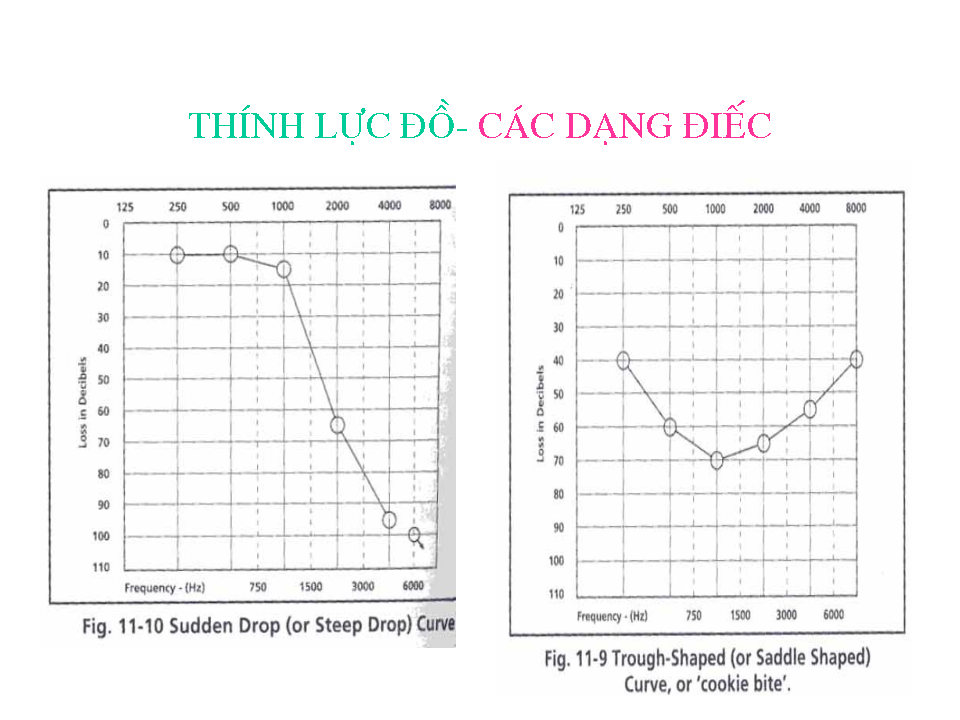 THÍNH LỰC ĐỒ- CÁC DẠNG ĐIẾC
125 250 500 1000 2000 4000 8000
0
10
20
30
40
50
60
70
80
90
100
110
Loss in Decibels
Frequency - (Hz) 750 1500 3000 6000
Fig. 11-10 Sudden Drop (or Steep Drop) Curve
125 250 500 1000 2000 4000 8000
0
10
20
30
40
50
60
70
80
90
100
110
Loss in Decibels
Frequency - (Hz) 750 1500 3000 6000
Fig. 11-9 Trough-Shaped (or Saddle Shaped)
Curve, or 'cookie bite'.